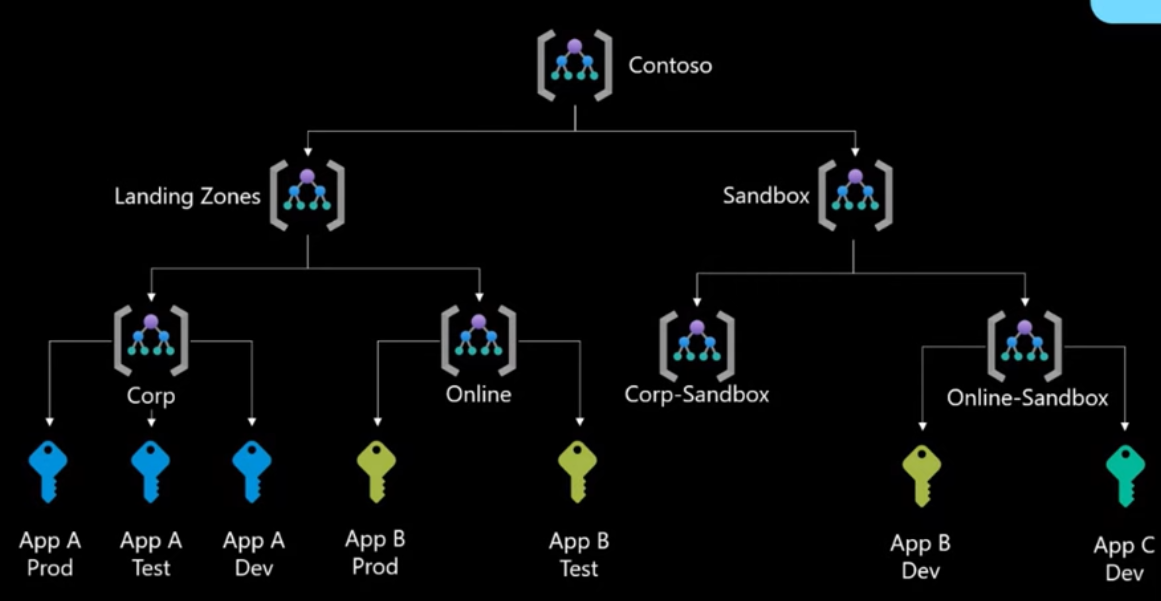 Contoso
Landing Zones
Sandbox
Corp
Online
Corp-Sandbox
Online-Sandbox
App A
Prod
App A
Test
App A
Dev
App B
Prod
App B
Test
App B
Dev
App C
Dev